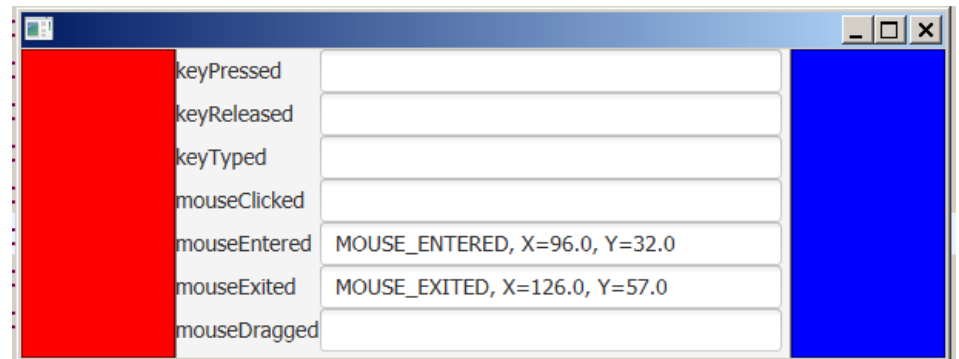 keyPressed
keyReleased
keyTyped
mouseClicked
mouseEntered MOUSE_ENTERED, X=96.0, Y=32.0
mouseExited MOUSE_EXITED, X=126.0, Y=57.0
mouseDragged